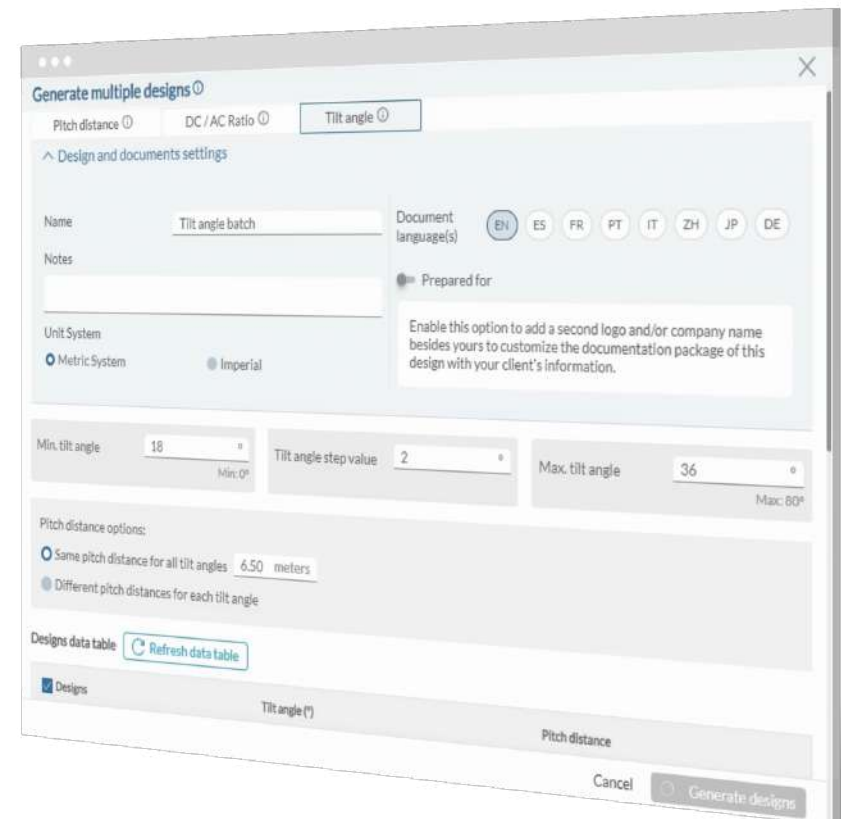 Generate multiple designs
Pitch distance
DC / AC Ratio
Tilt angle
Design and documents settings
Name
Tilt angle batch
Notes
Unit System
Metric System
Imperial
Document
language(s)
EN ES FR PT IT ZH JP DE
Prepared for
Enable this option to add a second logo and/or company name
besides yours to customize the documentation package of this
design with your client's information.
Min. tilt angle 18 º
Min: 0º
Tilt angle step value 2 º
Max. tilt angle 36 º
Max: 80º
Pitch distance options:
Same pitch distance for all tilt angles 6.50 meters
Different pitch distances for each tilt angle
Designs data table
Refresh data table
Designs
Tilt angle (º)
Pitch distance
Cancel
Generate designs